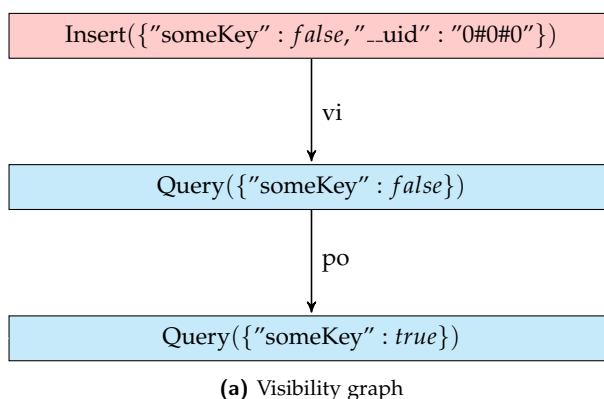 Insert({"someKey" : false, "__uid" : "0#0#0"})
vi
Query({"someKey" : false})
po
Query({"someKey" : true})
(a) Visibility graph